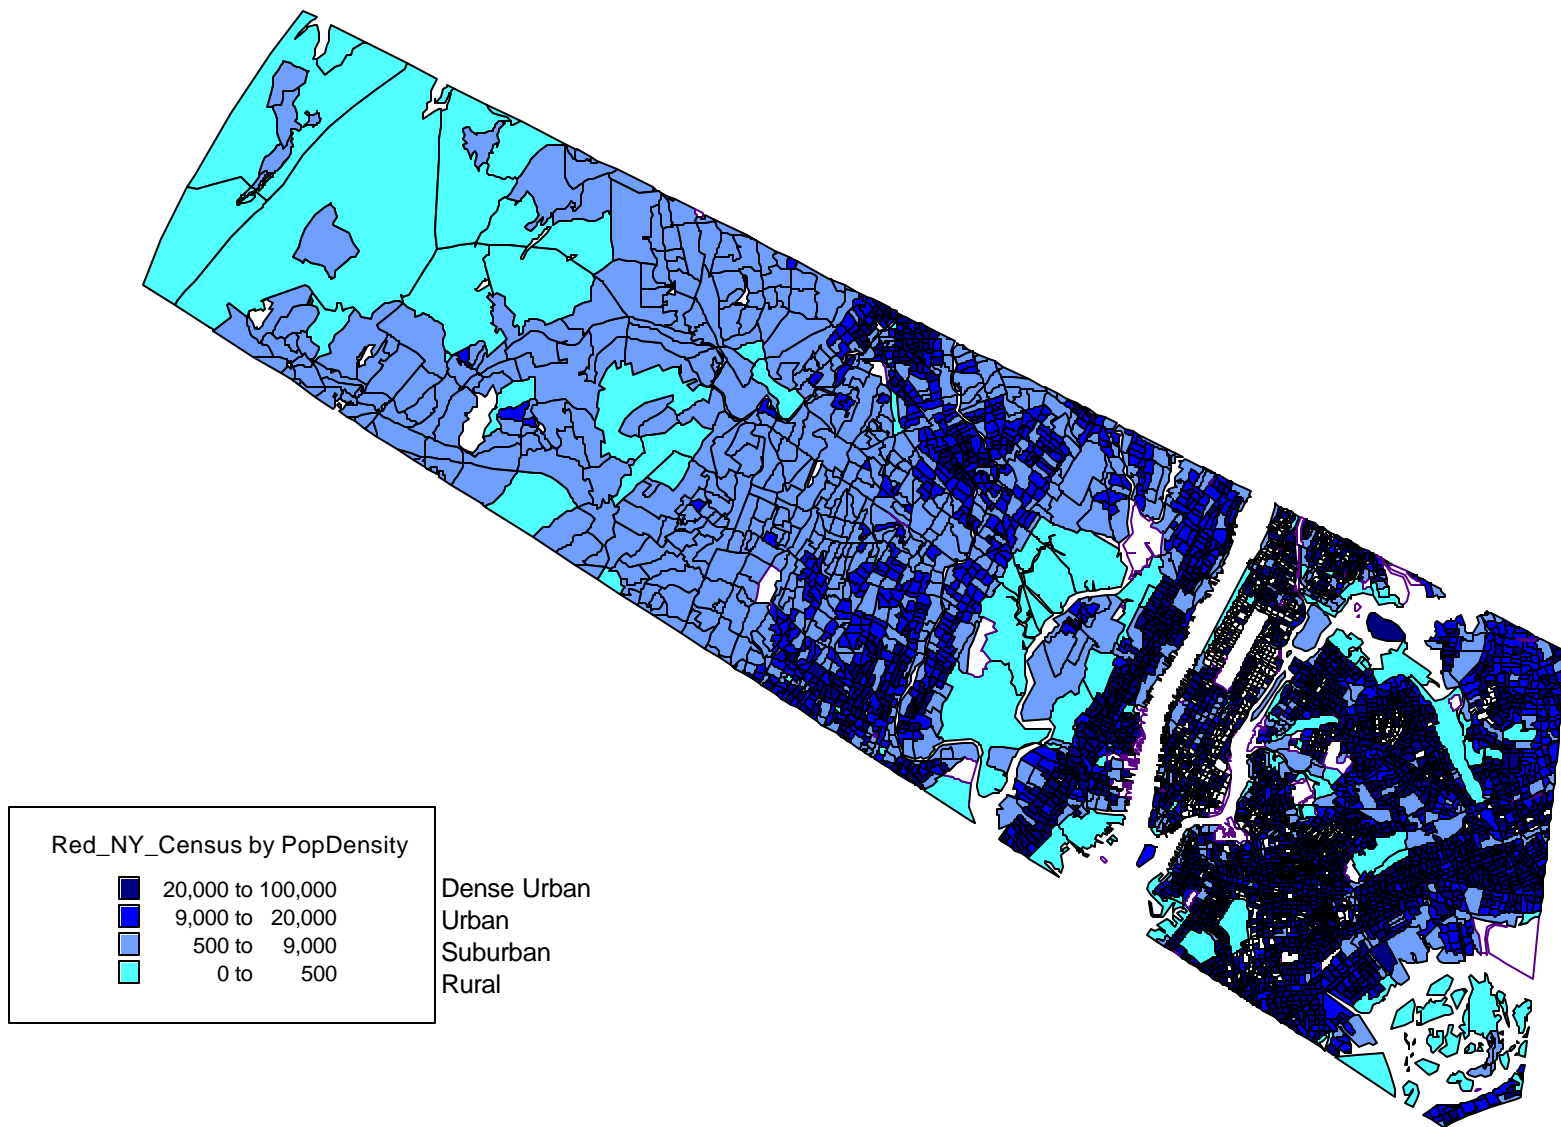 Red_NY_Census by PopDensity
20,000 to 100,000 Dense Urban
9,000 to 20,000 Urban
500 to 9,000 Suburban
0 to 500 Rural